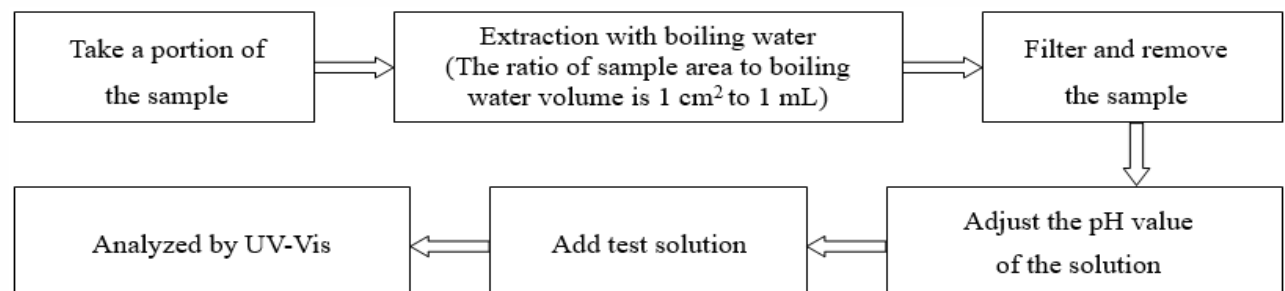 Take a portion of
the sample
Extraction with boiling water
(The ratio of sample area to boiling
water volume is 1 cm² to 1 mL)
Filter and remove
the sample
Adjust the pH value
of the solution
Add test solution
Analyzed by UV-Vis